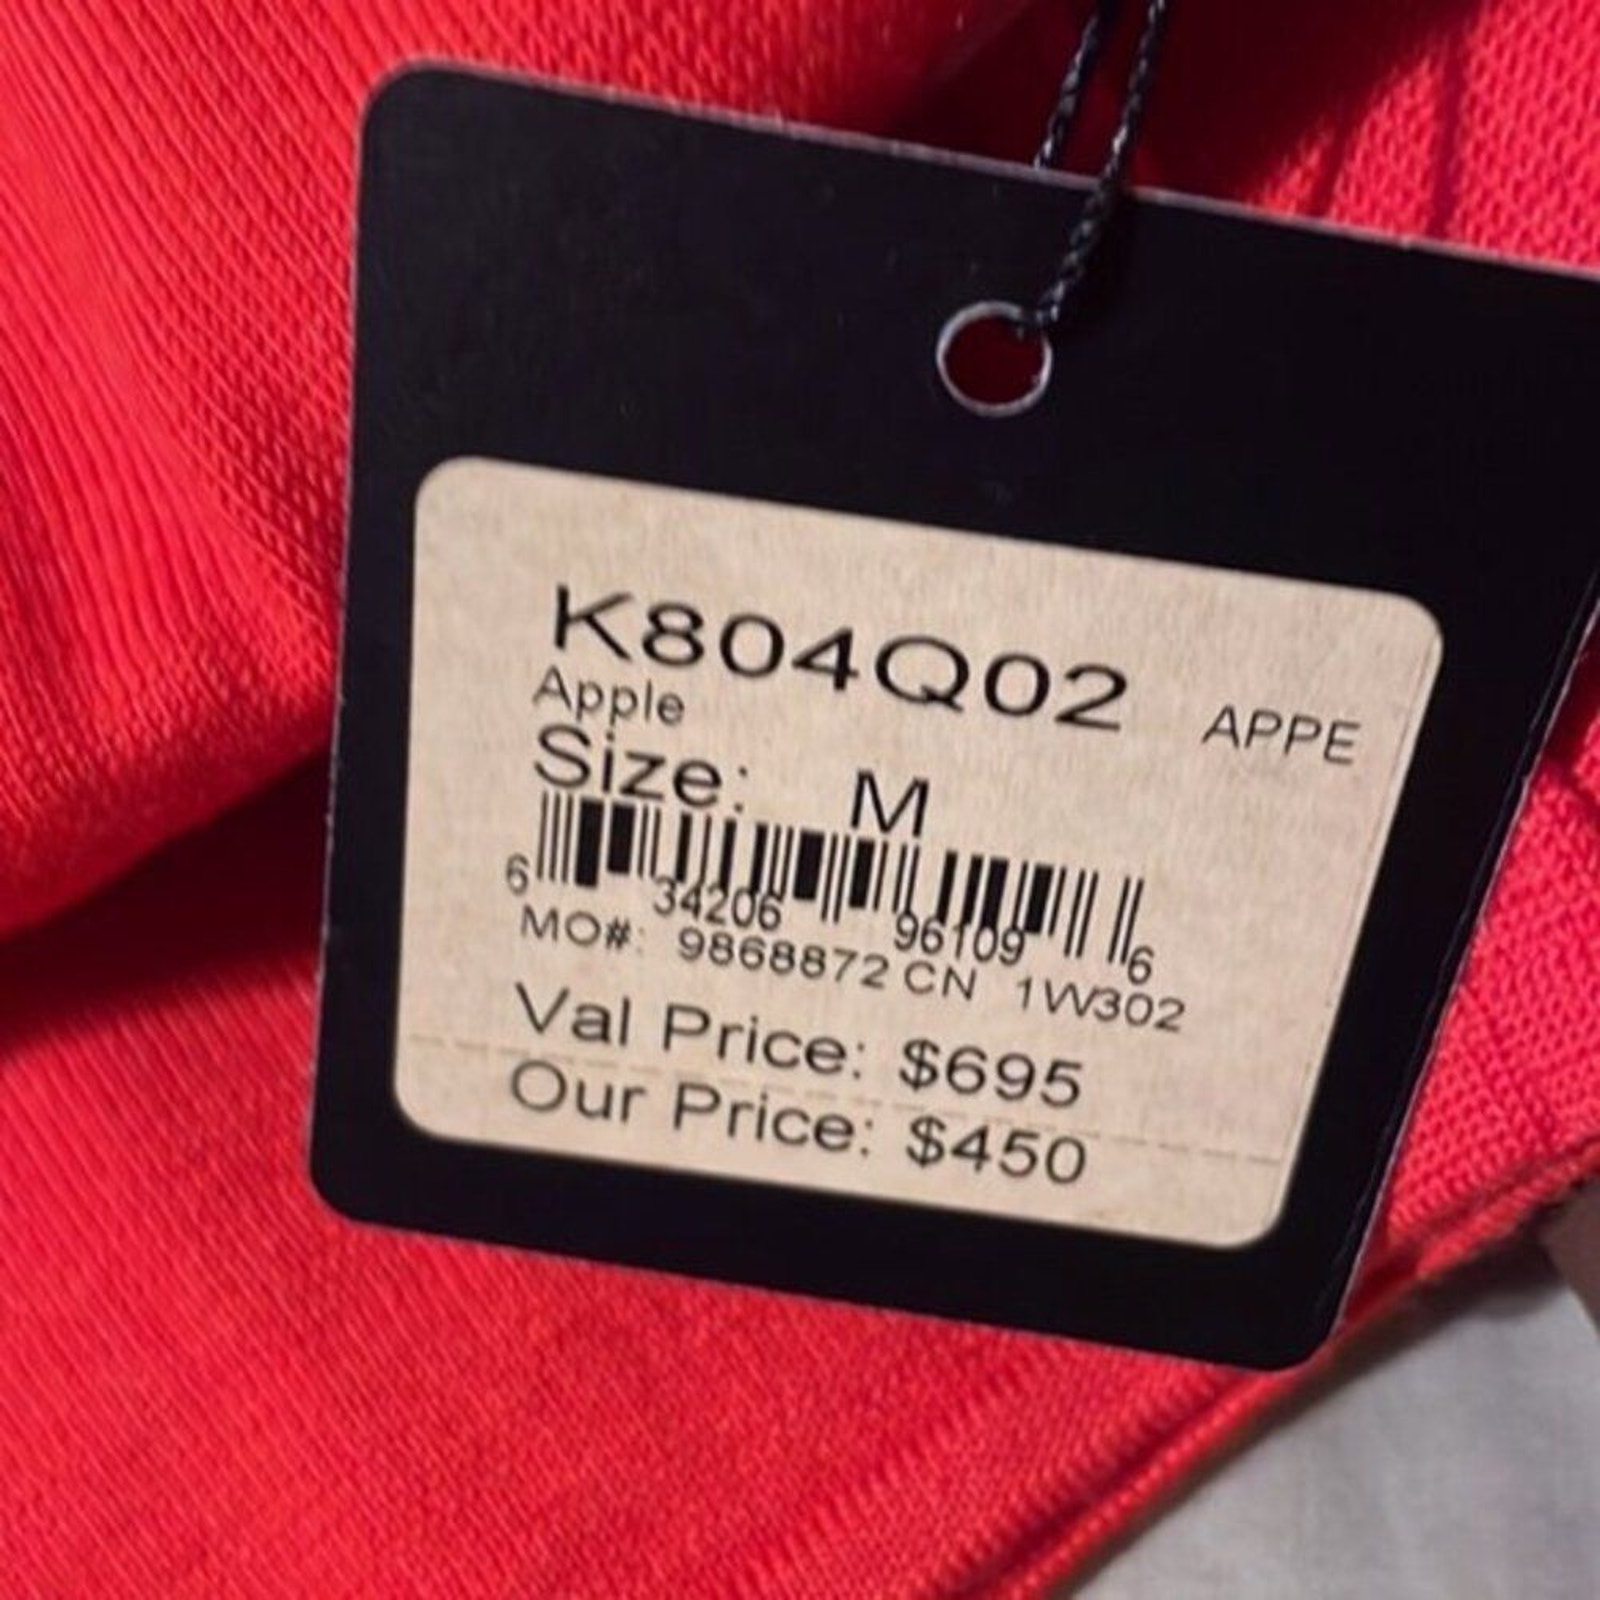 K804Q02 APPE
Apple
Size: M
6 34206 96109 6
MO#: 9868872 CN 1W302
Val Price: $695
Our Price: $450